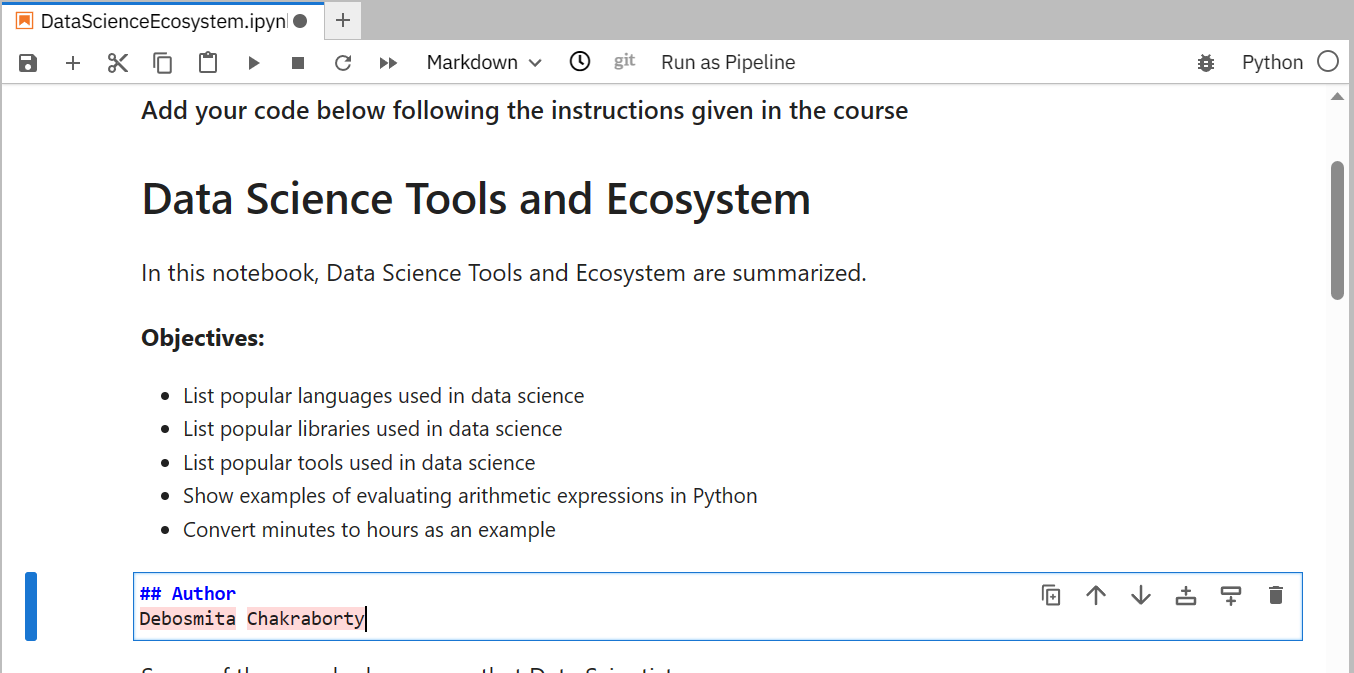 DataScienceEcosystem.ipyn
Markdown
git
Run as Pipeline
Python
Add your code below following the instructions given in the course
Data Science Tools and Ecosystem
In this notebook, Data Science Tools and Ecosystem are summarized.
Objectives:
• List popular languages used in data science
• List popular libraries used in data science
• List popular tools used in data science
• Show examples of evaluating arithmetic expressions in Python
• Convert minutes to hours as an example
## Author
Debosmita Chakraborty